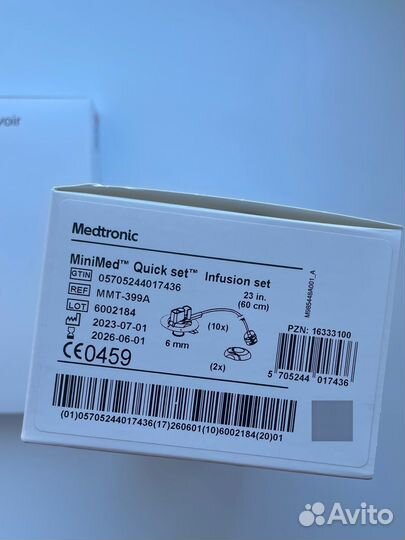 voir
Medtronic
MiniMed™ Quick set™ Infusion set
GTIN 05705244017436
REF MMT-399A
LOT 6002184
2023-07-01
2026-06-01
CE0459
23 in.
(60 cm)
(10x)
6 mm
(2x)
PZN: 16333100
5 705244 017436
(01)05705244017436(17)260601(10)6002184(20)01
Avito